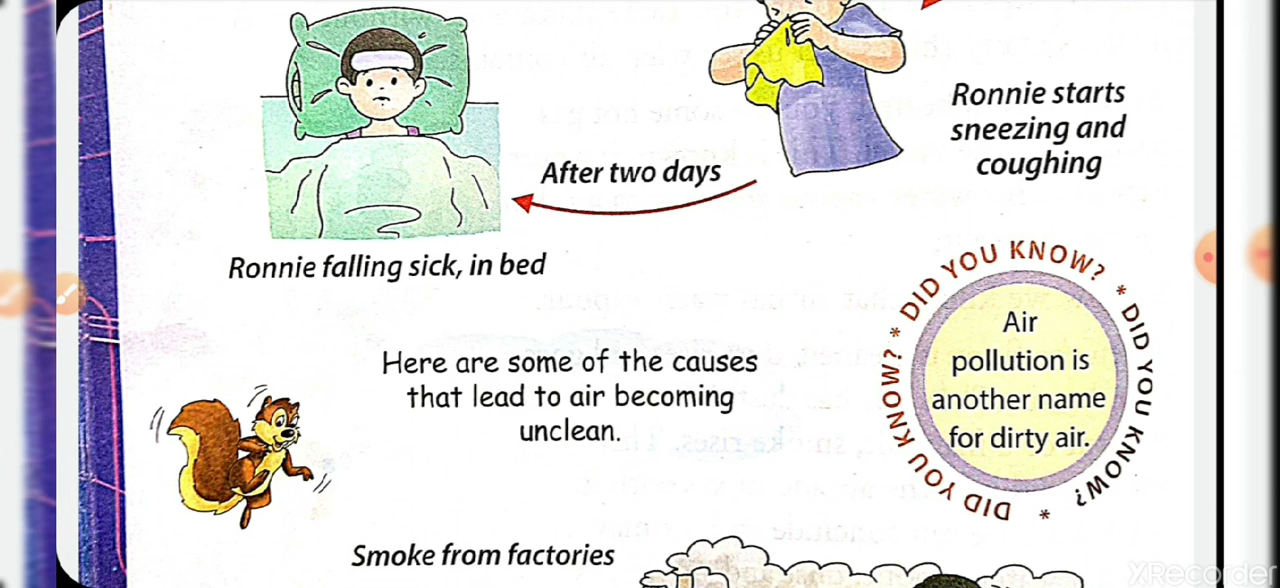 Ronnie starts
sneezing and
coughing
After two days
Ronnie falling sick, in bed
DID YOU KNOW? * DID YOU KNOW? * DID YOU KNOW? *
Air
pollution is
another name
for dirty air.
Here are some of the causes
that lead to air becoming
unclean.
Smoke from factories
XRecorder